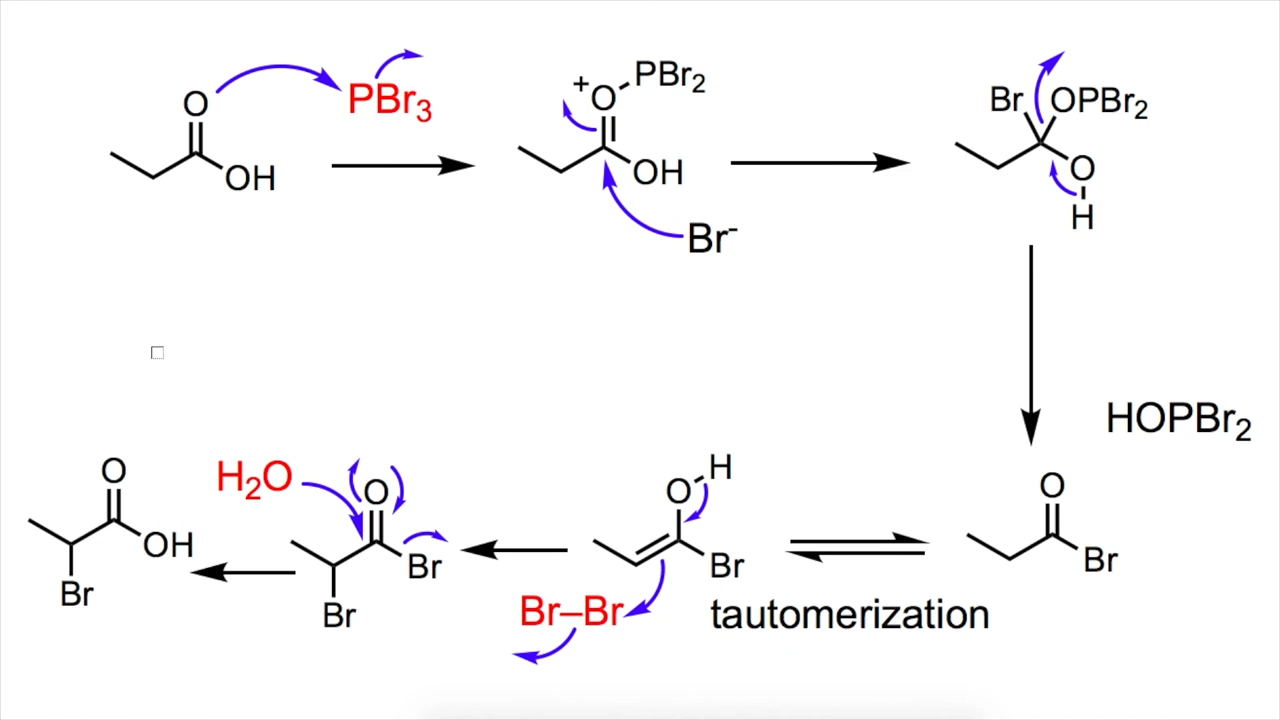 O
OH
PBr₃
+
O
PBr₂
OH
Br⁻
Br
OPBr₂
O
H
HOPBr₂
O
Br
tautomerization
O
H
Br
Br–Br
H₂O
O
Br
Br
O
OH
Br